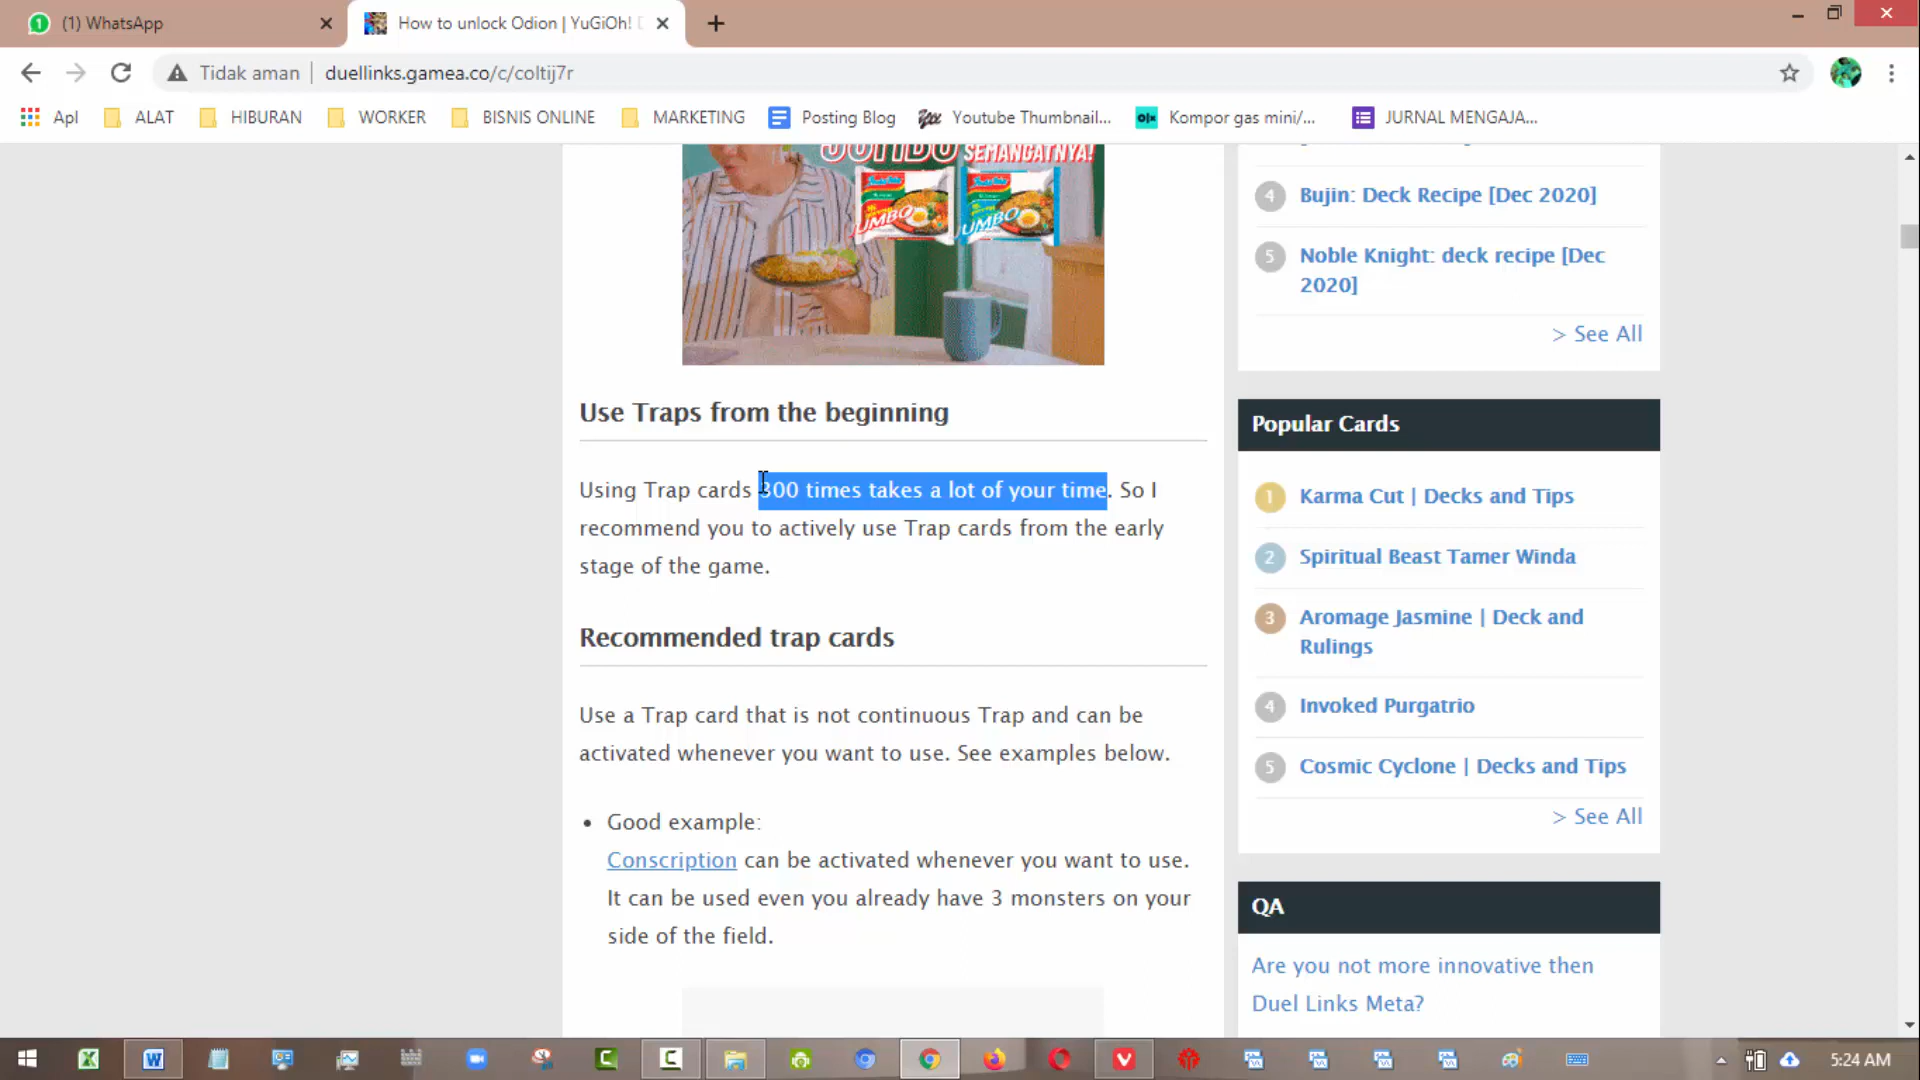 (1) WhatsApp
How to unlock Odion | YuGiOh! D
Tidak aman
duellinks.gamea.co/c/coltij7r
Apl
ALAT
HIBURAN
WORKER
BISNIS ONLINE
MARKETING
Posting Blog
Youtube Thumbnail...
Kompor gas mini/...
JURNAL MENGAJA...
SEMANGATNYA!
Use Traps from the beginning
Using Trap cards 300 times takes a lot of your time. So I
recommend you to actively use Trap cards from the early
stage of the game.
Recommended trap cards
Use a Trap card that is not continuous Trap and can be
activated whenever you want to use. See examples below.
• Good example:
Conscription can be activated whenever you want to use.
It can be used even you already have 3 monsters on your
side of the field.
4 Bujin: Deck Recipe [Dec 2020]
5 Noble Knight: deck recipe [Dec
2020]
> See All
Popular Cards
1 Karma Cut | Decks and Tips
2 Spiritual Beast Tamer Winda
3 Aromage Jasmine | Deck and
Rulings
4 Invoked Purgatrio
5 Cosmic Cyclone | Decks and Tips
> See All
QA
Are you not more innovative then
Duel Links Meta?
5:24 AM